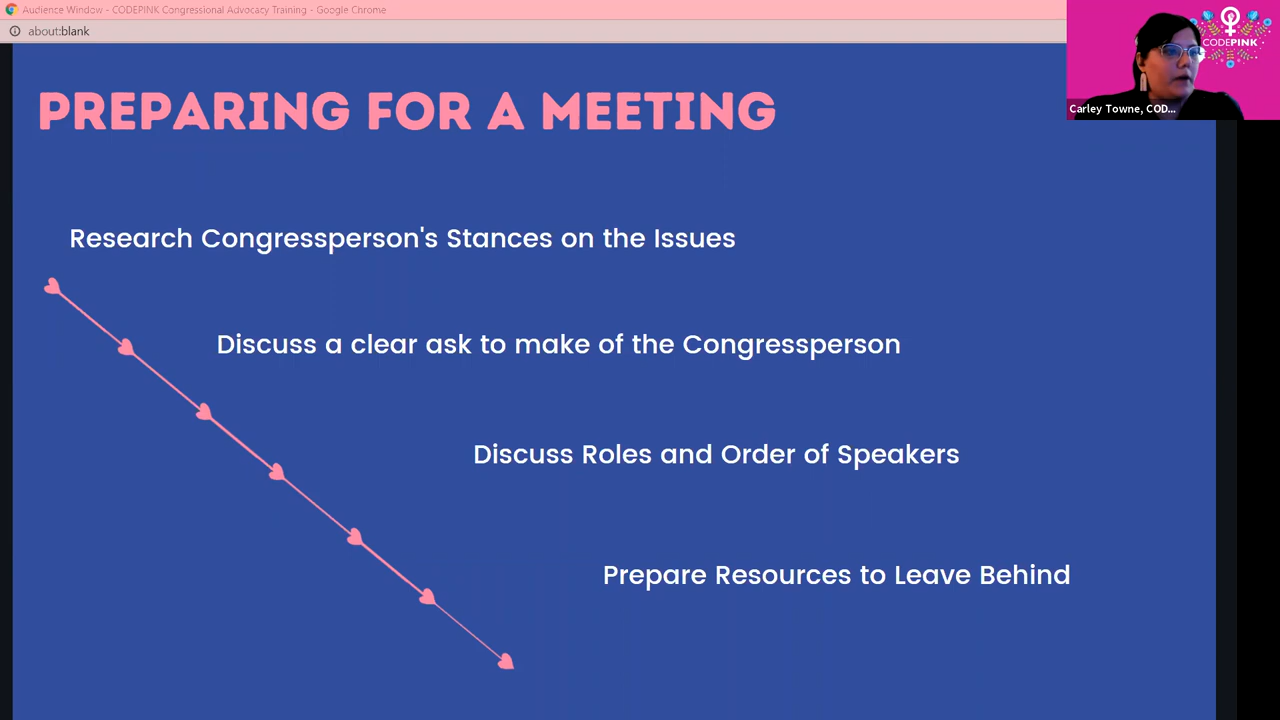 Audience Window - CODEPINK Congressional Advocacy Training - Google Chrome
about:blank
CODEPINK
Carley Towne, COD...
PREPARING FOR A MEETING
Research Congressperson's Stances on the Issues
Discuss a clear ask to make of the Congressperson
Discuss Roles and Order of Speakers
Prepare Resources to Leave Behind